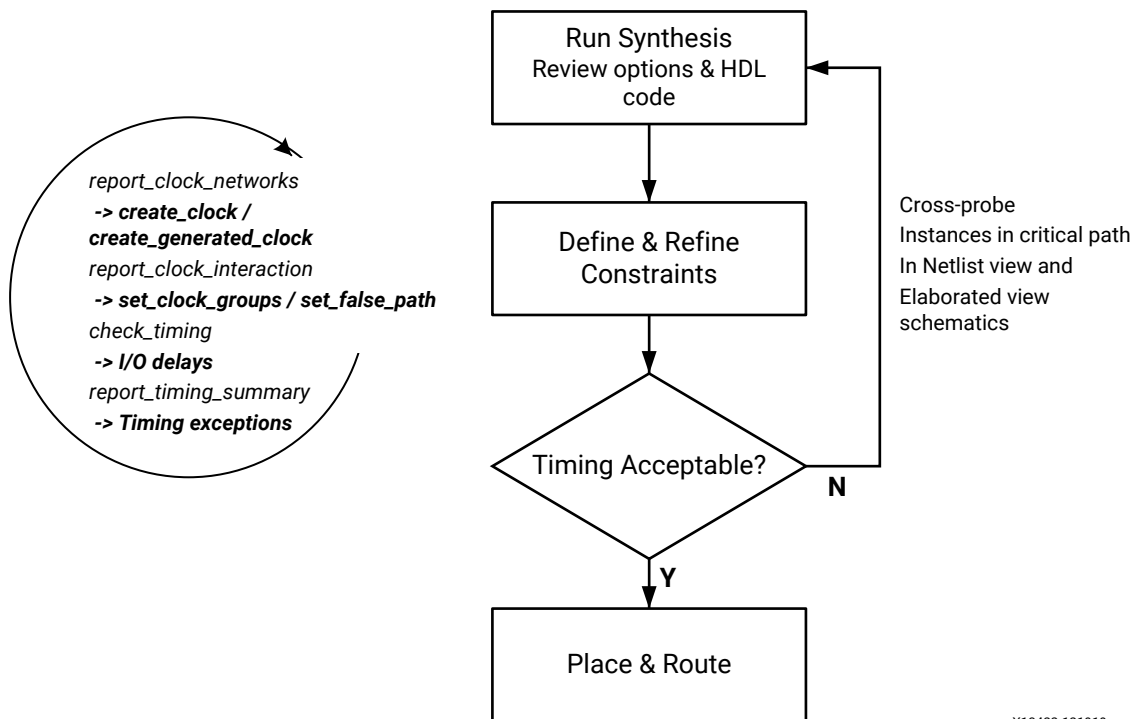 Run Synthesis
Review options & HDL
code
report_clock_networks
-> create_clock /
create_generated_clock
report_clock_interaction
-> set_clock_groups / set_false_path
check_timing
-> I/O delays
report_timing_summary
-> Timing exceptions
Define & Refine
Constraints
Cross-probe
Instances in critical path
In Netlist view and
Elaborated view
schematics
Timing Acceptable?
N
Y
Place & Route